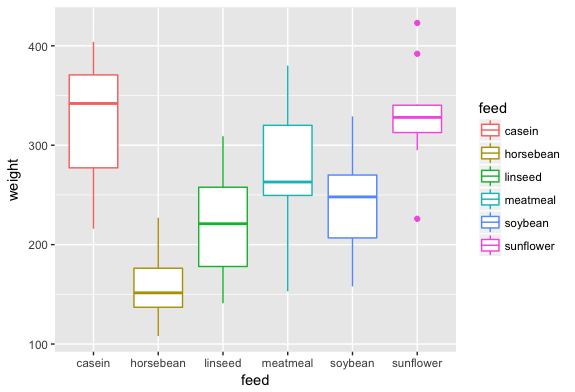 400
300
200
100
weight
casein
horsebean
linseed
meatmeal
soybean
sunflower
feed
feed
casein
horsebean
linseed
meatmeal
soybean
sunflower